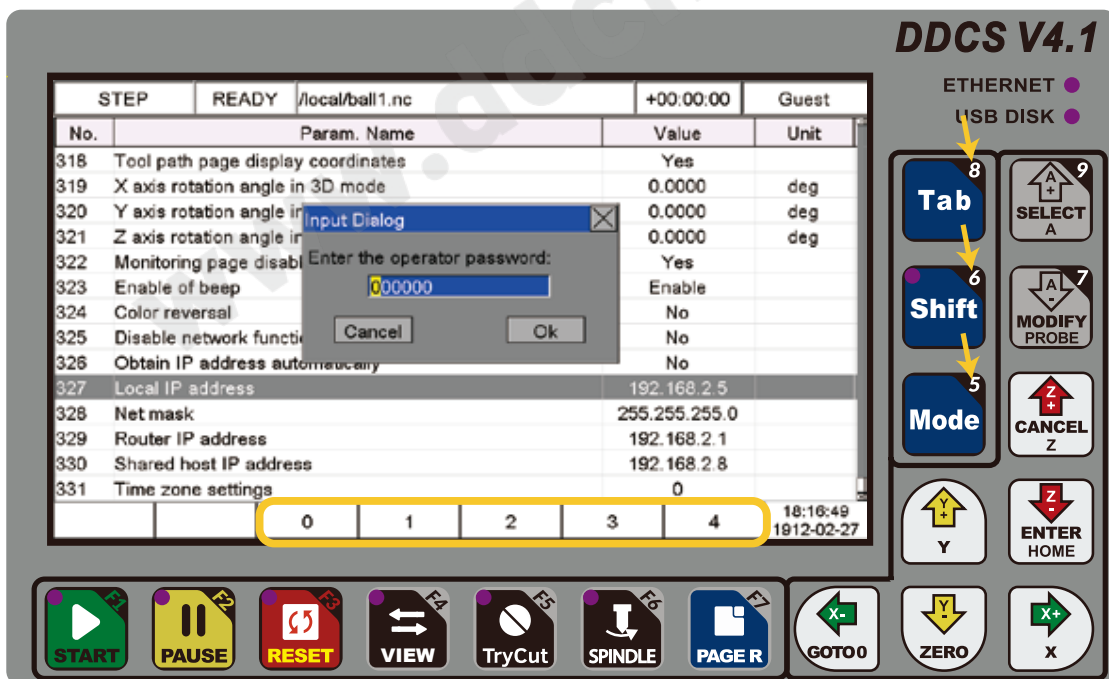 DDCS V4.1
ETHERNET
USB DISK
STEP READY /local/ball1.nc +00:00:00 Guest
No. Param. Name Value Unit
318 Tool path page display coordinates Yes
319 X axis rotation angle in 3D mode 0.0000 deg
320 Y axis rotation angle in 0.0000 deg
321 Z axis rotation angle in 0.0000 deg
322 Monitoring page disabl Yes
323 Enable of beep Enable
324 Color reversal No
325 Disable network functi No
326 Obtain IP address automatically No
327 Local IP address 192.168.2.5
328 Net mask 255.255.255.0
329 Router IP address 192.168.2.1
330 Shared host IP address 192.168.2.8
331 Time zone settings 0
Input Dialog
Enter the operator password:
000000
Cancel Ok
0 1 2 3 4 18:16:49
1912-02-27
Tab 8
A + 9
SELECT
A
Shift 6
A - 7
MODIFY
PROBE
Mode 5
Z +
CANCEL
Z
Y +
Y
Z -
ENTER
HOME
F1 START
F2 PAUSE
F3 RESET
F4 VIEW
F5 TryCut
F6 SPINDLE
F7 PAGE R
X-
GOTO0
Y -
ZERO
X+
X
www.ddc